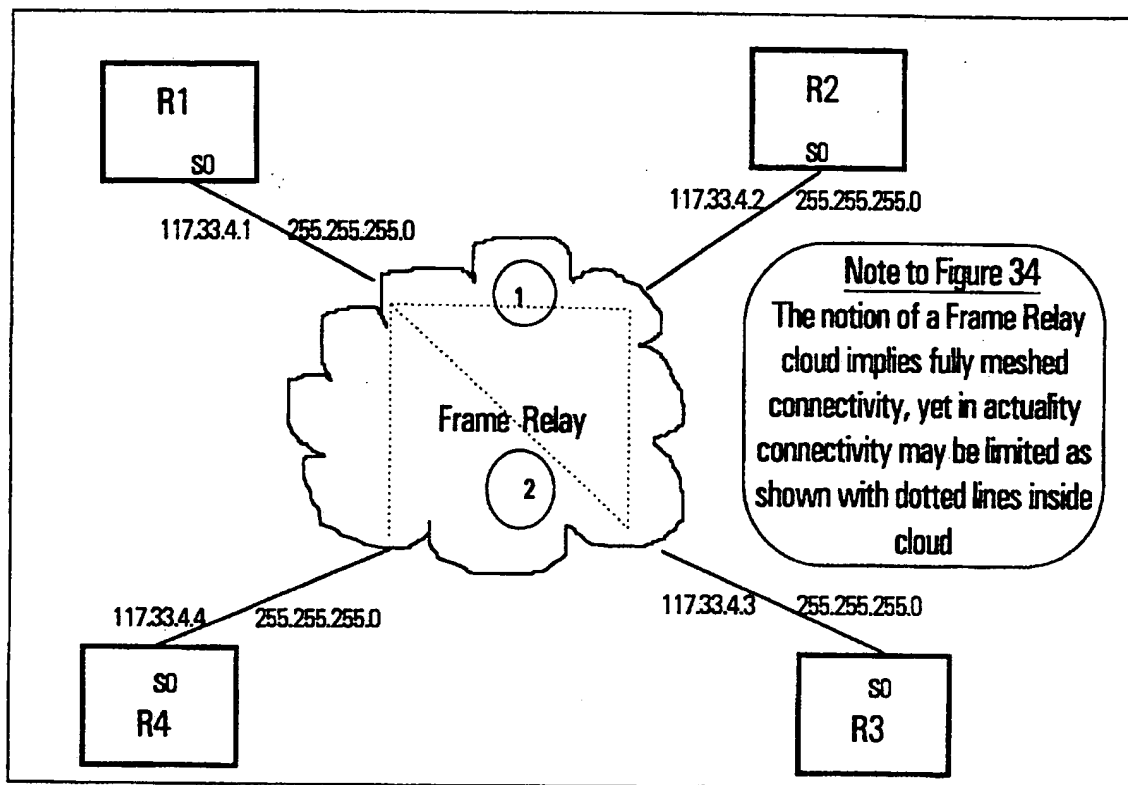 R1
S0
R2
S0
117.33.4.1 255.255.255.0
117.33.4.2 255.255.255.0
1
Note to Figure 34
The notion of a Frame Relay
cloud implies fully meshed
connectivity, yet in actuality
connectivity may be limited as
shown with dotted lines inside
cloud
Frame Relay
2
117.33.4.4 255.255.255.0
117.33.4.3 255.255.255.0
S0
R4
S0
R3